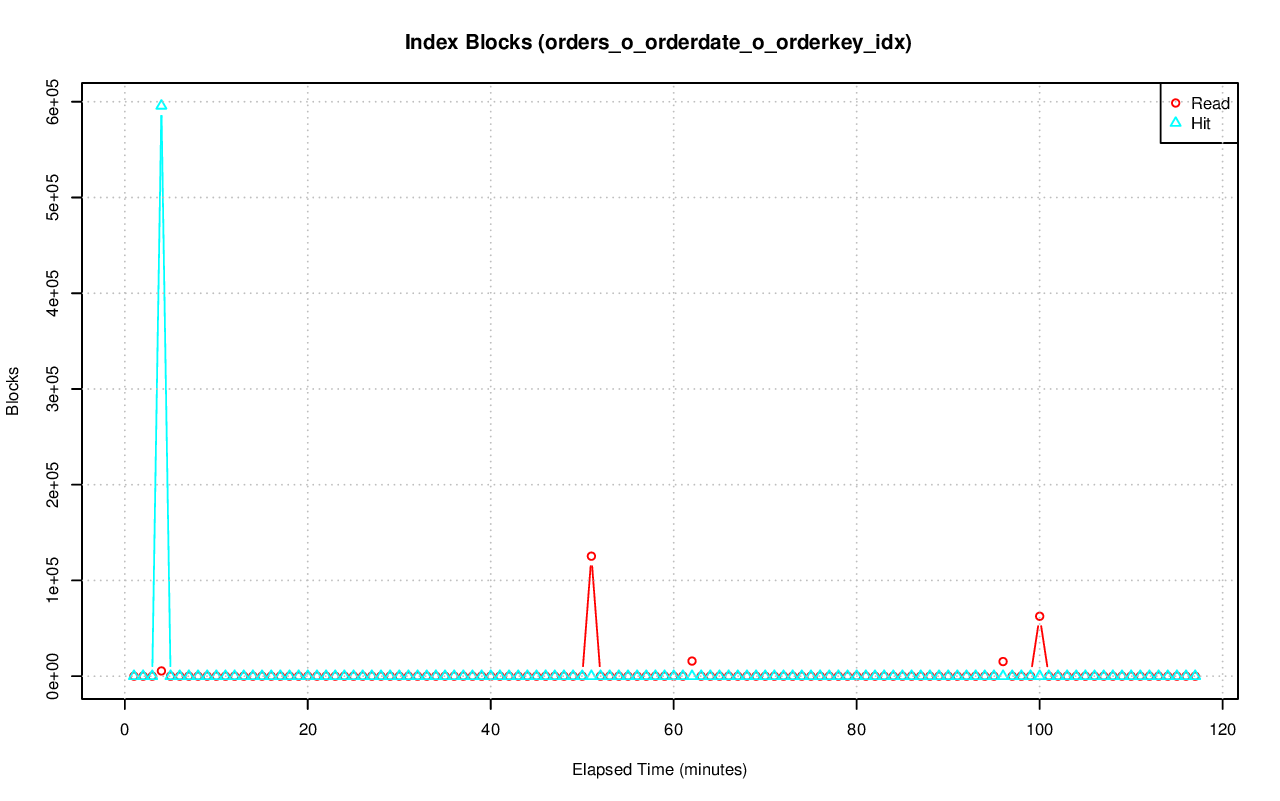 Index Blocks (orders_o_orderdate_o_orderkey_idx)
Read
Hit
6e+05
5e+05
4e+05
3e+05
2e+05
1e+05
0e+00
Blocks
0 20 40 60 80 100 120
Elapsed Time (minutes)